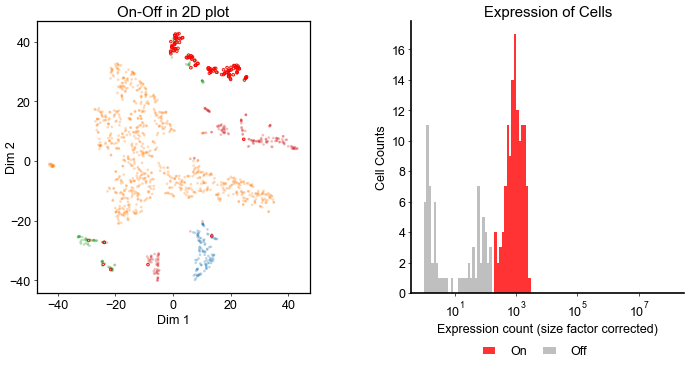 On-Off in 2D plot
40
20
0
−20
−40
Dim 2
−40 −20 0 20 40
Dim 1
Expression of Cells
16
14
12
10
8
6
4
2
0
Cell Counts
10^1 10^3 10^5 10^7
Expression count (size factor corrected)
On Off